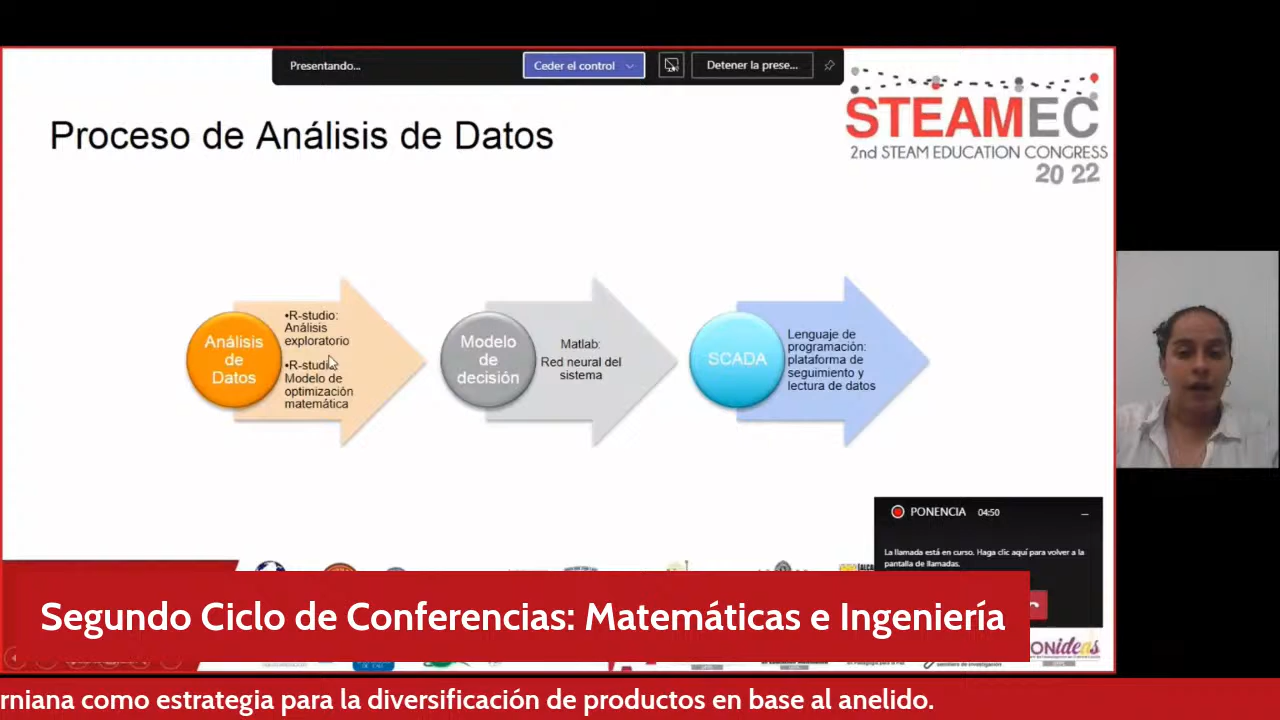 Presentando...
Ceder el control
Detener la prese...
STEAMEC
2nd STEAM EDUCATION CONGRESS
20 22
Proceso de Análisis de Datos
Análisis
de
Datos
•R-studio:
Análisis
exploratorio
Modelo de
optimización
matemática
Modelo
de
decisión
Matlab:
Red neural del
sistema
SCADA
Lenguaje de
programación:
plataforma de
seguimiento y
lectura de datos
PONENCIA 04:50
La llamada está en curso. Haga clic aquí para volver a la
pantalla de llamadas.
Segundo Ciclo de Conferencias: Matemáticas e Ingeniería
rniana como estrategia para la diversificación de productos en base al anelido.